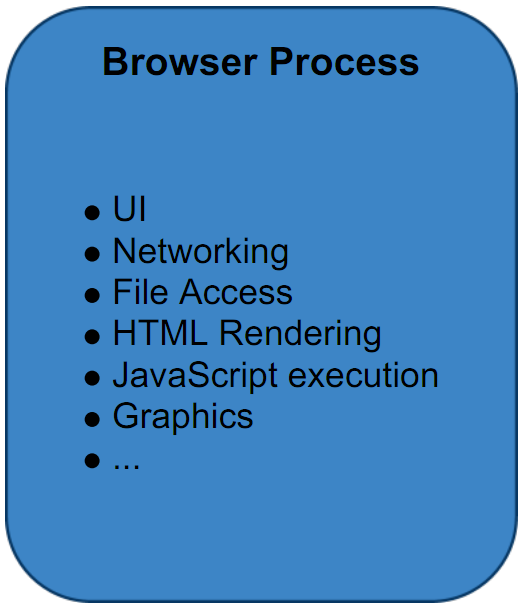 Browser Process
● UI
● Networking
● File Access
● HTML Rendering
● JavaScript execution
● Graphics
● ...